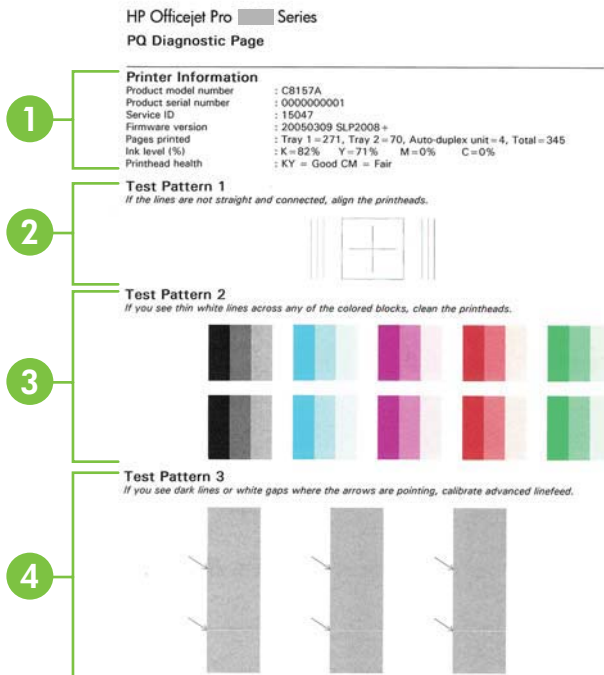 HP Officejet Pro Series
PQ Diagnostic Page
1
Printer Information
Product model number : C8157A
Product serial number : 0000000001
Service ID : 15047
Firmware version : 20050309 SLP2008+
Pages printed : Tray 1=271, Tray 2=70, Auto-duplex unit=4, Total=345
Ink level (%) : K=82% Y=71% M=0% C=0%
Printhead health : KY = Good CM = Fair
2
Test Pattern 1
If the lines are not straight and connected, align the printheads.
3
Test Pattern 2
If you see thin white lines across any of the colored blocks, clean the printheads.
4
Test Pattern 3
If you see dark lines or white gaps where the arrows are pointing, calibrate advanced linefeed.